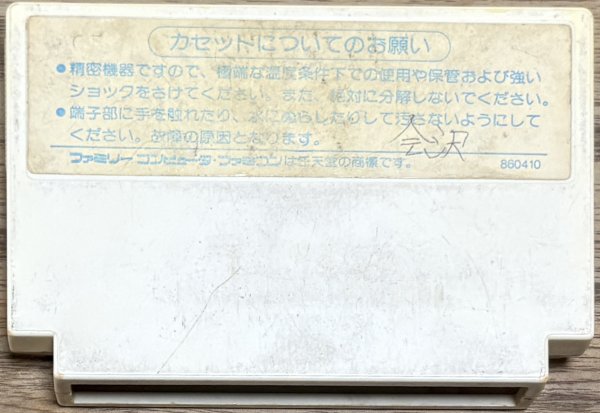 カセットについてのお願い
●精密機器ですので、極端な温度条件下での使用や保管および強い
ショックをさけてください。また、絶対に分解しないでください。
●端子部に手を触れたり、水にぬらしたりして汚さないようにして
ください。故障の原因となります。
会沢
ファミリーコンピュータ・ファミコンは任天堂の商標です。
860410